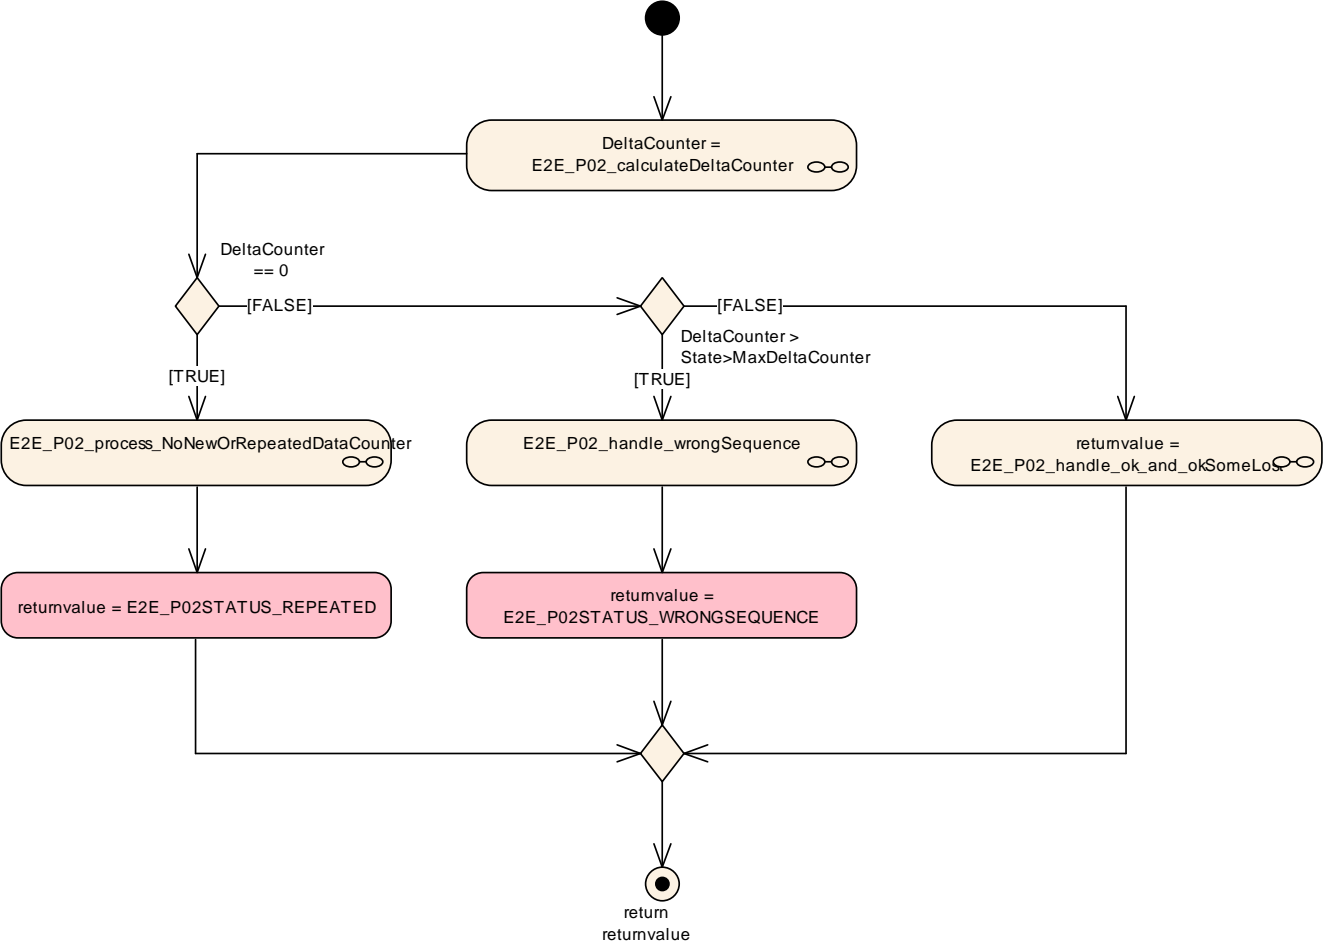 DeltaCounter =
E2E_P02_calculateDeltaCounter
DeltaCounter
== 0
[FALSE]
[FALSE]
DeltaCounter >
State>MaxDeltaCounter
[TRUE]
[TRUE]
E2E_P02_process_NoNewOrRepeatedDataCounter
E2E_P02_handle_wrongSequence
returnvalue =
E2E_P02_handle_ok_and_okSomeLost
returnvalue = E2E_P02STATUS_REPEATED
returnvalue =
E2E_P02STATUS_WRONGSEQUENCE
return
returnvalue